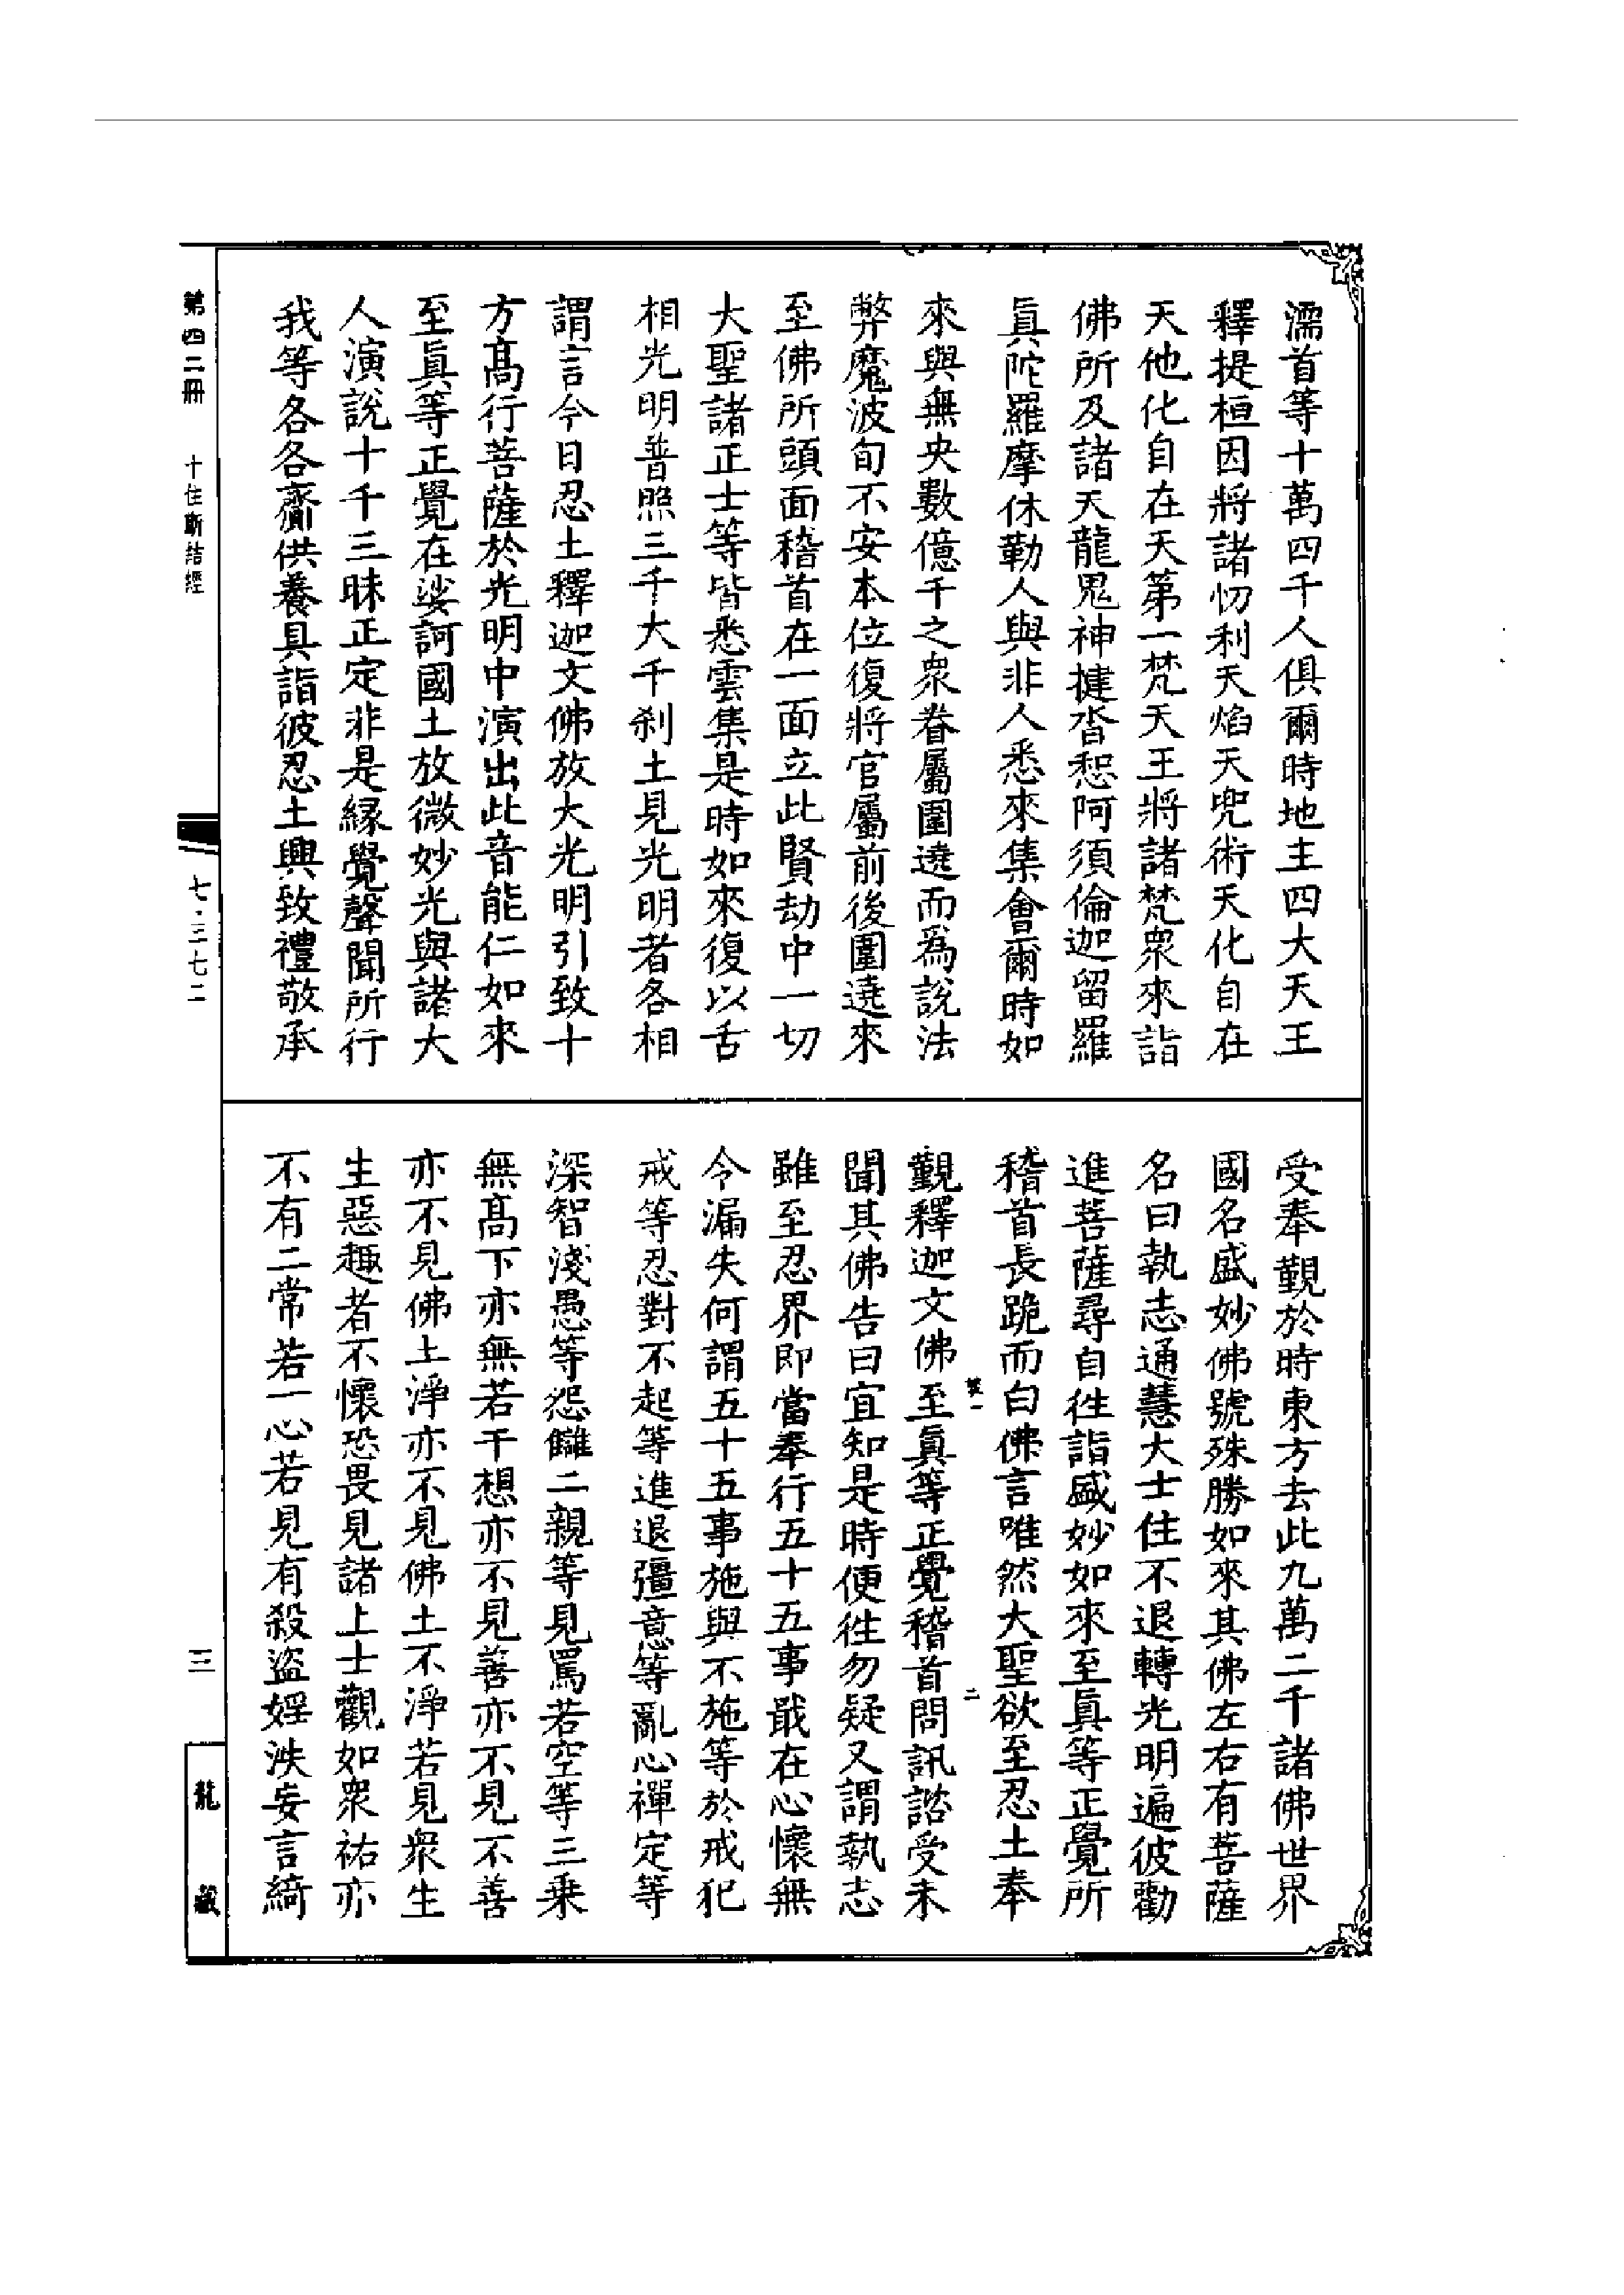 濡首等十萬四千人俱爾時地主四大天王
釋提桓因將諸忉利天焰天兜術天化自在
天他化自在天第一梵天王將諸梵眾來詣
佛所及諸天龍鬼神揵沓惒阿須倫迦留羅
眞陀羅摩休勒人與非人悉來集會爾時如
來與無央數億千之眾眷屬圍遶而爲說法
弊魔波旬不安本位復將官屬前後圍遶來
至佛所頭面稽首在一面立此賢劫中一切
大聖諸正士等皆悉雲集是時如來復以舌
相光明普照三千大千剎土見光明者各相
謂言今日忍土釋迦文佛放大光明引致十
方髙行菩薩於光明中演出此音能仁如來
至眞等正覺在娑訶國土放微妙光與諸大
人演說十千三昧正定非是縁覺聲聞所行
我等各各齎供養具詣彼忍土興致禮敬承
受奉覲於時東方去此九萬二千諸佛世界
國名盛妙佛號殊勝如來其佛左右有菩薩
名曰執志通慧大士住不退轉光明遍彼勸
進菩薩尋自徃詣盛妙如來至眞等正覺所
稽首長跪而白佛言唯然大聖欲至忍土奉
覲釋迦文佛至眞等正覺稽首問訊諮受未
聞其佛告曰宜知是時便徃勿疑又謂執志
雖至忍界即當奉行五十五事戢在心懷無
令漏失何謂五十五事施與不施等於戒犯
戒等忍對不起等進退彊意等亂心禪定等
深智淺愚等怨讎二親等見罵若空等三乗
無髙下亦無若干想亦不見善亦不見不善
亦不見佛土淨亦不見佛土不淨若見眾生
生惡趣者不懷恐畏見諸上士觀如眾祐亦
不有二常若一心若見有殺盜婬泆妄言綺
第四二冊 十住斷結經
七·三七二
三
龍藏